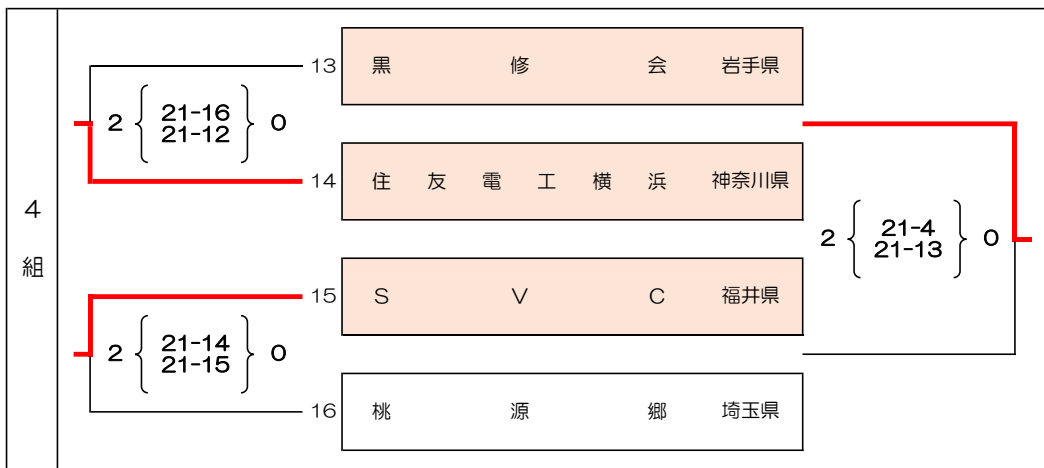 4
組
13 黒修会 岩手県
2 { 21-16 } 0
21-12
14 住友電工横浜 神奈川県
2 { 21-4 } 0
21-13
15 SVC 福井県
2 { 21-14 } 0
21-15
16 桃源郷 埼玉県